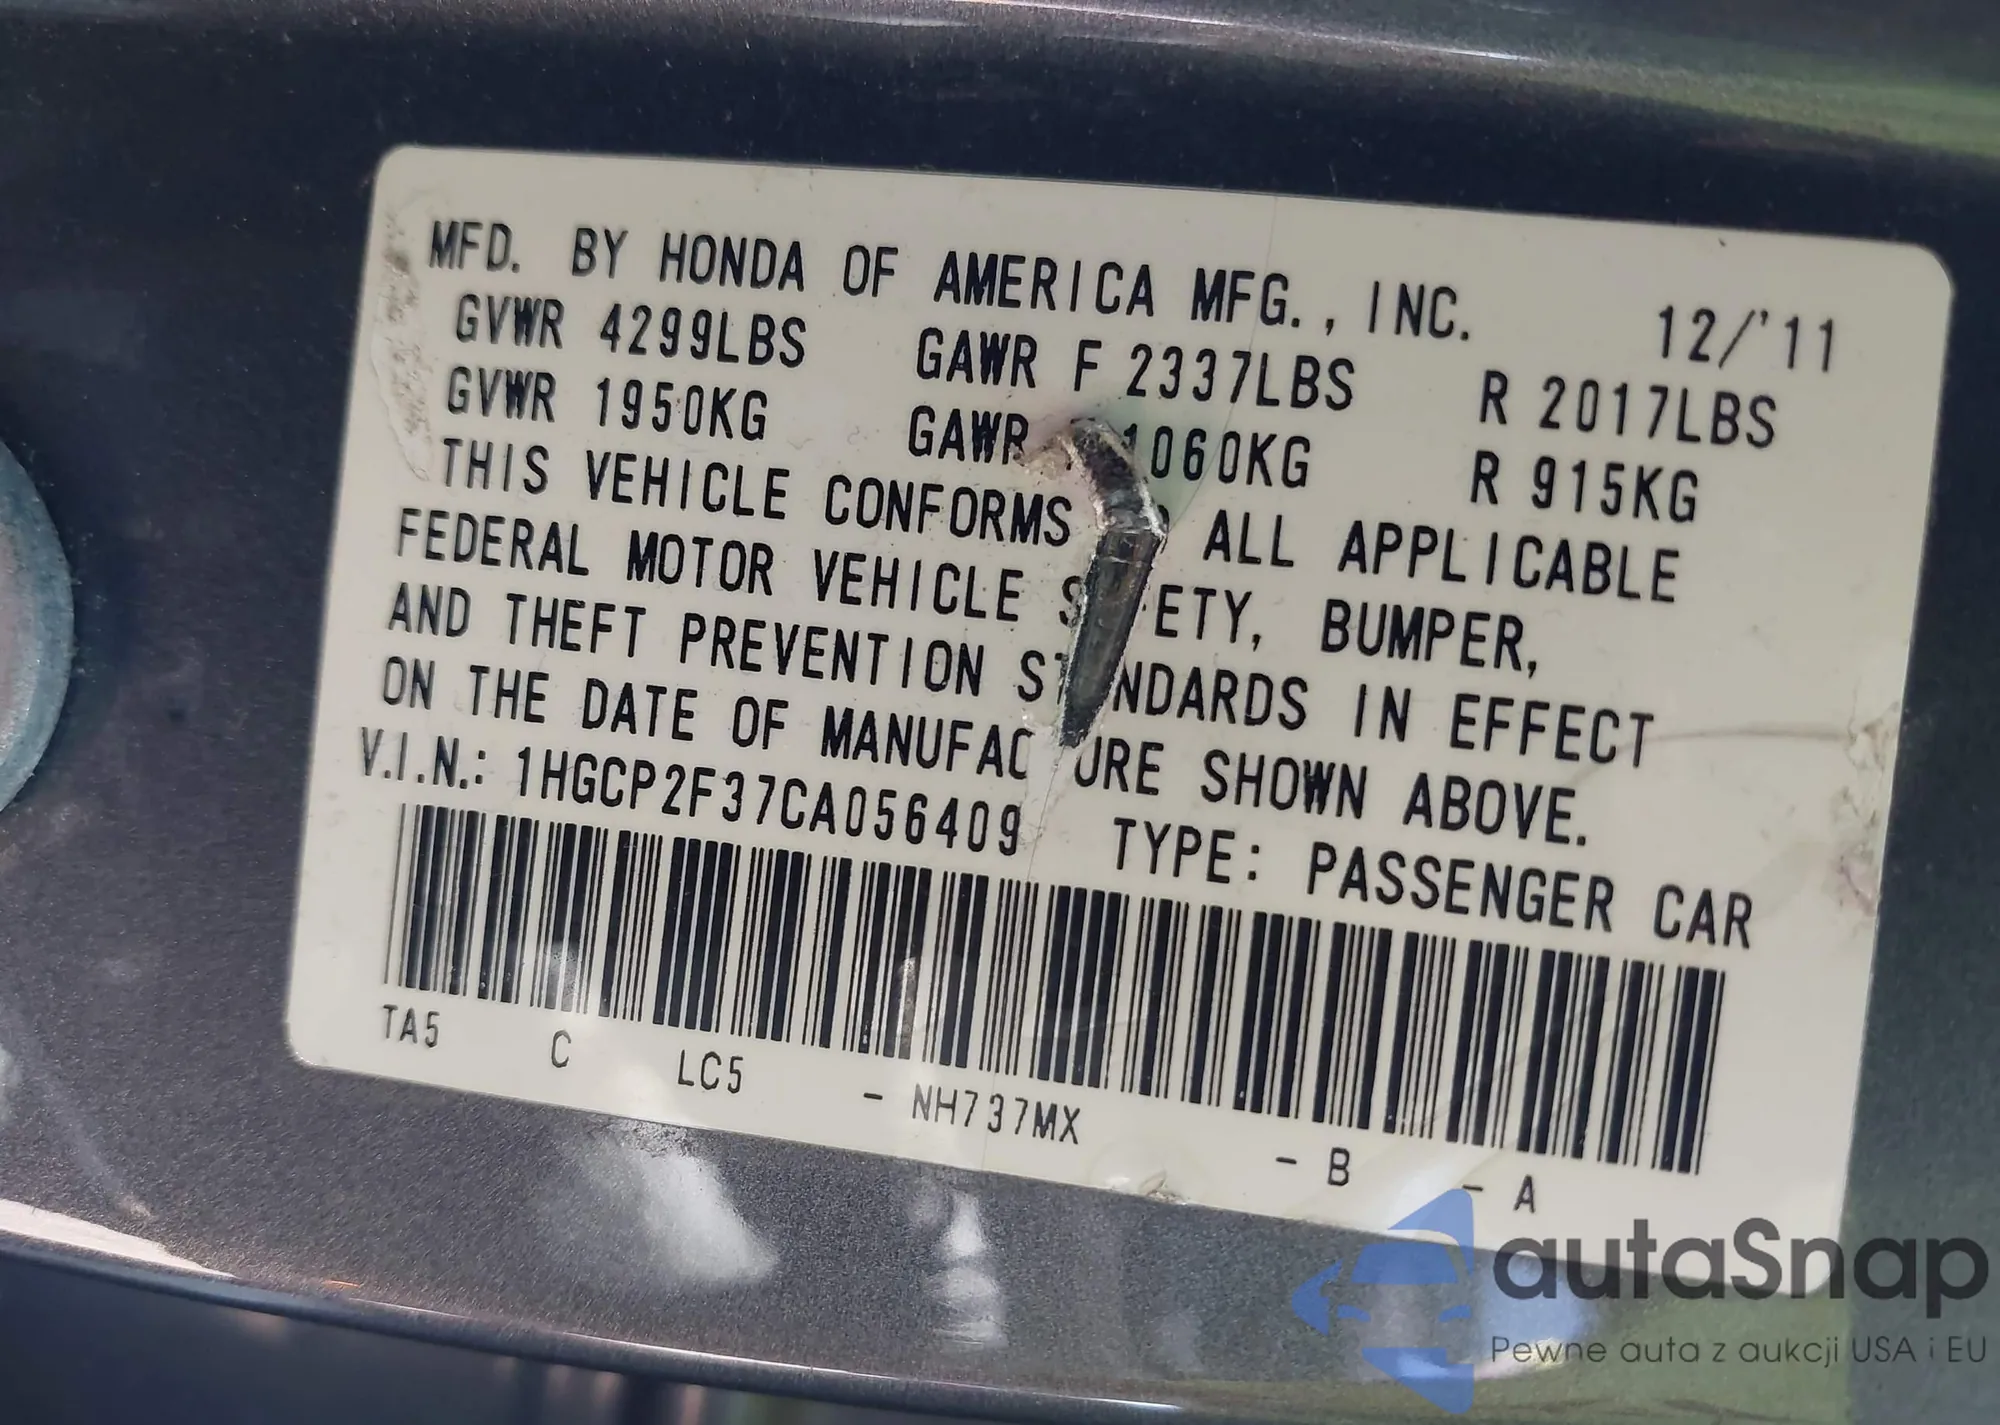 MFD. BY HONDA OF AMERICA MFG., INC. 12/'11
GVWR 4299LBS GAWR F 2337LBS R 2017LBS
GVWR 1950KG GAWR 1060KG R 915KG
THIS VEHICLE CONFORMS ALL APPLICABLE
FEDERAL MOTOR VEHICLE S ETY, BUMPER,
AND THEFT PREVENTION ST NDARDS IN EFFECT
ON THE DATE OF MANUFAC URE SHOWN ABOVE.
V.I.N.: 1HGCP2F37CA056409 TYPE: PASSENGER CAR
TA5 C LC5 - NH737MX - B - A
autaSnap
Pewne auta z aukcji USA i EU